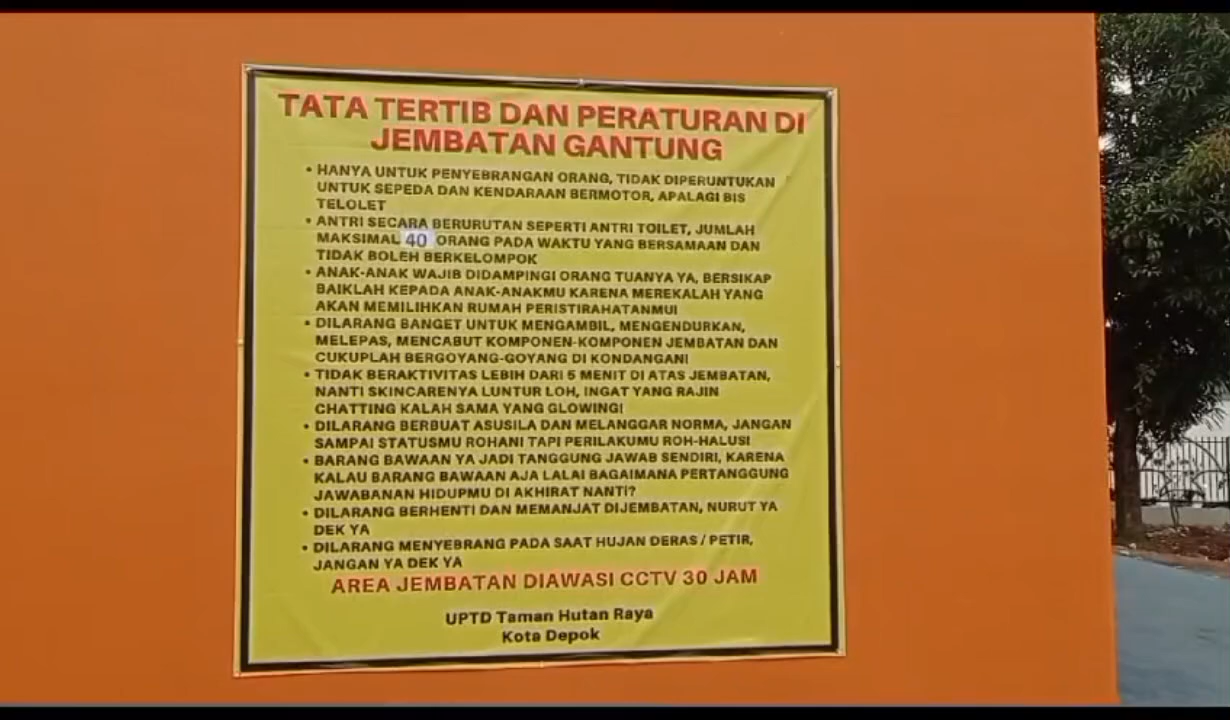 TATA TERTIB DAN PERATURAN DI
JEMBATAN GANTUNG
• HANYA UNTUK PENYEBRANGAN ORANG, TIDAK DIPERUNTUKAN
UNTUK SEPEDA DAN KENDARAAN BERMOTOR, APALAGI BIS
TELOLET
• ANTRI SECARA BERURUTAN SEPERTI ANTRI TOILET, JUMLAH
MAKSIMAL 40 ORANG PADA WAKTU YANG BERSAMAAN DAN
TIDAK BOLEH BERKELOMPOK
• ANAK-ANAK WAJIB DIDAMPINGI ORANG TUANYA YA, BERSIKAP
BAIKLAH KEPADA ANAK-ANAKMU KARENA MEREKALAH YANG
AKAN MEMILIHKAN RUMAH PERISTIRAHATANMU!
• DILARANG BANGET UNTUK MENGAMBIL, MENGENDURKAN,
MELEPAS, MENCABUT KOMPONEN-KOMPONEN JEMBATAN DAN
CUKUPLAH BERGOYANG-GOYANG DI KONDANGAN!
• TIDAK BERAKTIVITAS LEBIH DARI 5 MENIT DI ATAS JEMBATAN,
NANTI SKINCARENYA LUNTUR LOH, INGAT YANG RAJIN
CHATTING KALAH SAMA YANG GLOWING!
• DILARANG BERBUAT ASUSILA DAN MELANGGAR NORMA, JANGAN
SAMPAI STATUSMU ROHANI TAPI PERILAKUMU ROH-HALUS!
• BARANG BAWAAN YA JADI TANGGUNG JAWAB SENDIRI, KARENA
KALAU BARANG BAWAAN AJA LALAI BAGAIMANA PERTANGGUNG
JAWABANAN HIDUPMU DI AKHIRAT NANTI?
• DILARANG BERHENTI DAN MEMANJAT DIJEMBATAN, NURUT YA
DEK YA
• DILARANG MENYEBRANG PADA SAAT HUJAN DERAS / PETIR,
JANGAN YA DEK YA
AREA JEMBATAN DIAWASI CCTV 30 JAM
UPTD Taman Hutan Raya
Kota Depok